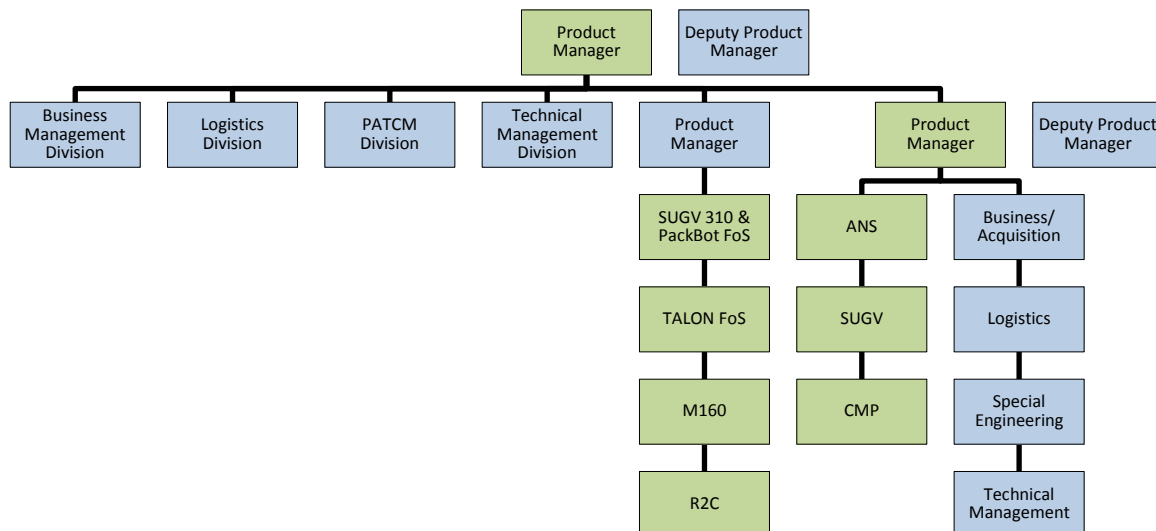 Product
Manager
Deputy Product
Manager
Business
Management
Division
Logistics
Division
PATCM
Division
Technical
Management
Division
Product
Manager
Product
Manager
Deputy Product
Manager
SUGV 310 &
PackBot FoS
ANS
Business/
Acquisition
TALON FoS
SUGV
Logistics
M160
CMP
Special
Engineering
R2C
Technical
Management